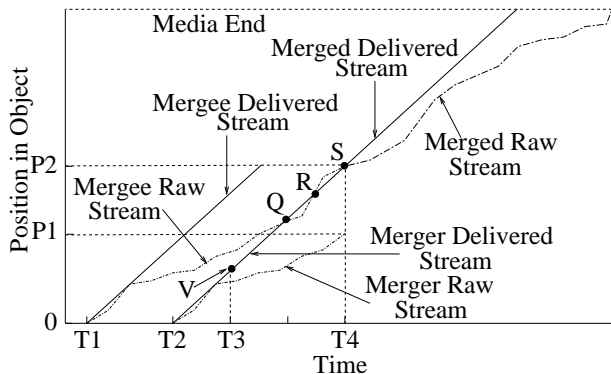 Media End
Merged Delivered
Stream
Mergee Delivered
Stream
Merged Raw
Stream
Position in Object
P2
S
R
Mergee Raw
Stream
Q
P1
Merger Delivered
Stream
V
Merger Raw
Stream
0
T1
T2
T3
T4
Time